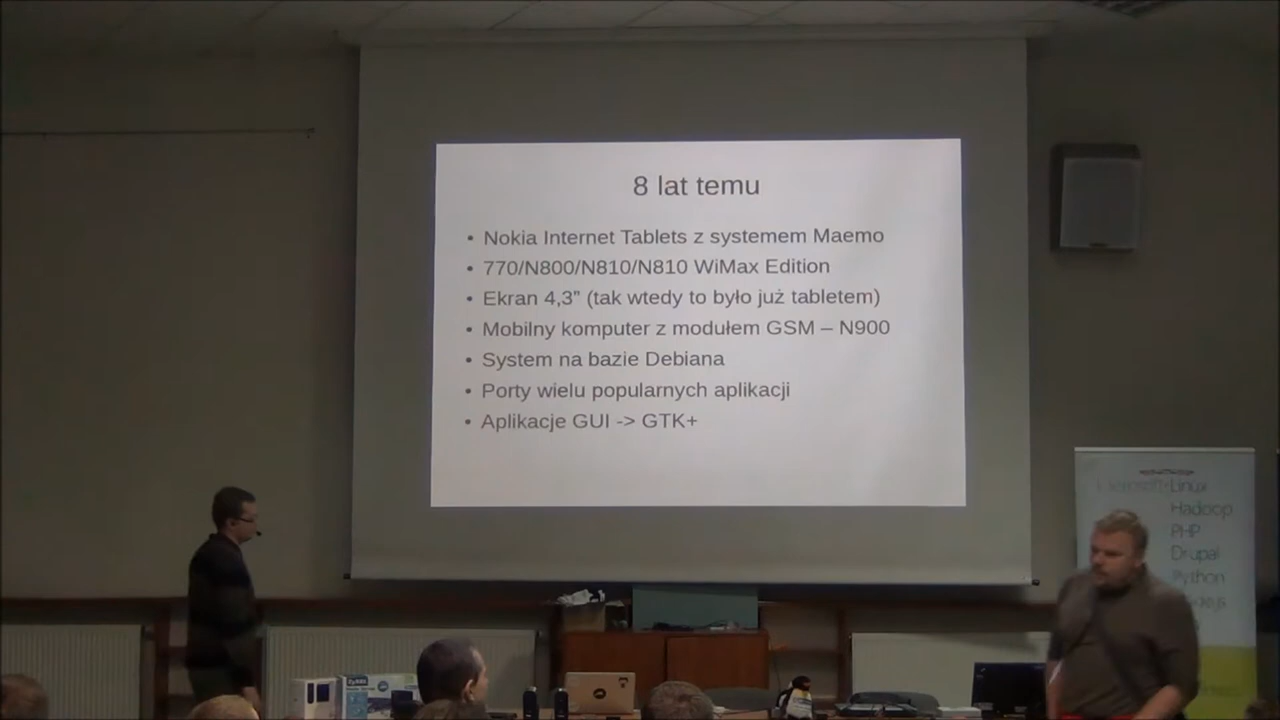 8 lat temu
• Nokia Internet Tablets z systemem Maemo
• 770/N800/N810/N810 WiMax Edition
• Ekran 4,3" (tak wtedy to było już tabletem)
• Mobilny komputer z modułem GSM – N900
• System na bazie Debiana
• Porty wielu popularnych aplikacji
• Aplikacje GUI -> GTK+
Linux
Hadoop
PHP
Drupal
Python
ZyXEL